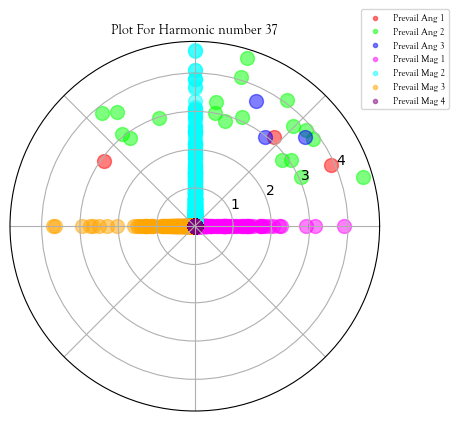 Plot For Harmonic number 37
Prevail Ang 1
Prevail Ang 2
Prevail Ang 3
Prevail Mag 1
Prevail Mag 2
Prevail Mag 3
Prevail Mag 4
4
3
2
1